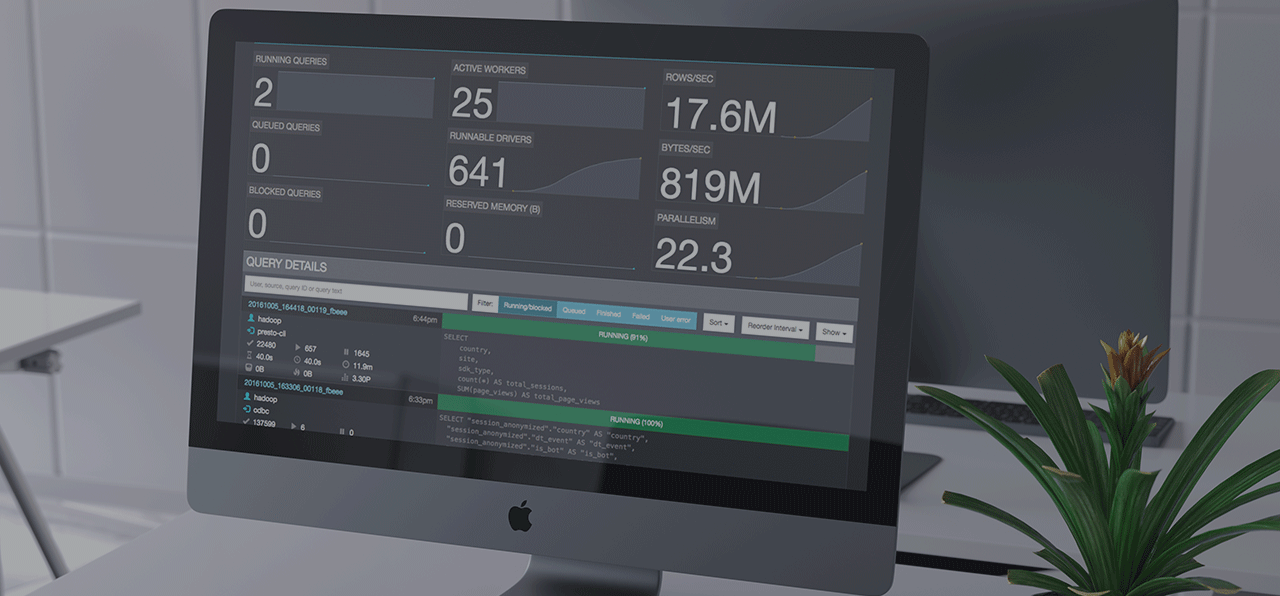 RUNNING QUERIES
2
ACTIVE WORKERS
25
ROWS/SEC
17.6M
QUEUED QUERIES
0
RUNNABLE DRIVERS
641
BYTES/SEC
819M
BLOCKED QUERIES
0
RESERVED MEMORY (B)
0
PARALLELISM
22.3
QUERY DETAILS
User, source, query ID or query text
Filter: Running/blocked Queued Finished Failed User error Sort Reorder Interval Show
20161005_164418_00119_fbeee 6:44pm
hadoop
presto-cli
22480 657 1645
40.0s 40.0s 11.9m
0B 0B 3.30P
RUNNING (91%)
SELECT
country,
site,
sdk_type,
count(*) AS total_sessions,
SUM(page_views) AS total_page_views
20161005_163306_00118_fbeee 6:33pm
hadoop
odbc
137599 6 0
RUNNING (100%)
SELECT "session_anonymized"."country" AS "country",
"session_anonymized"."dt_event" AS "dt_event",
"session_anonymized"."is_bot" AS "is_bot",